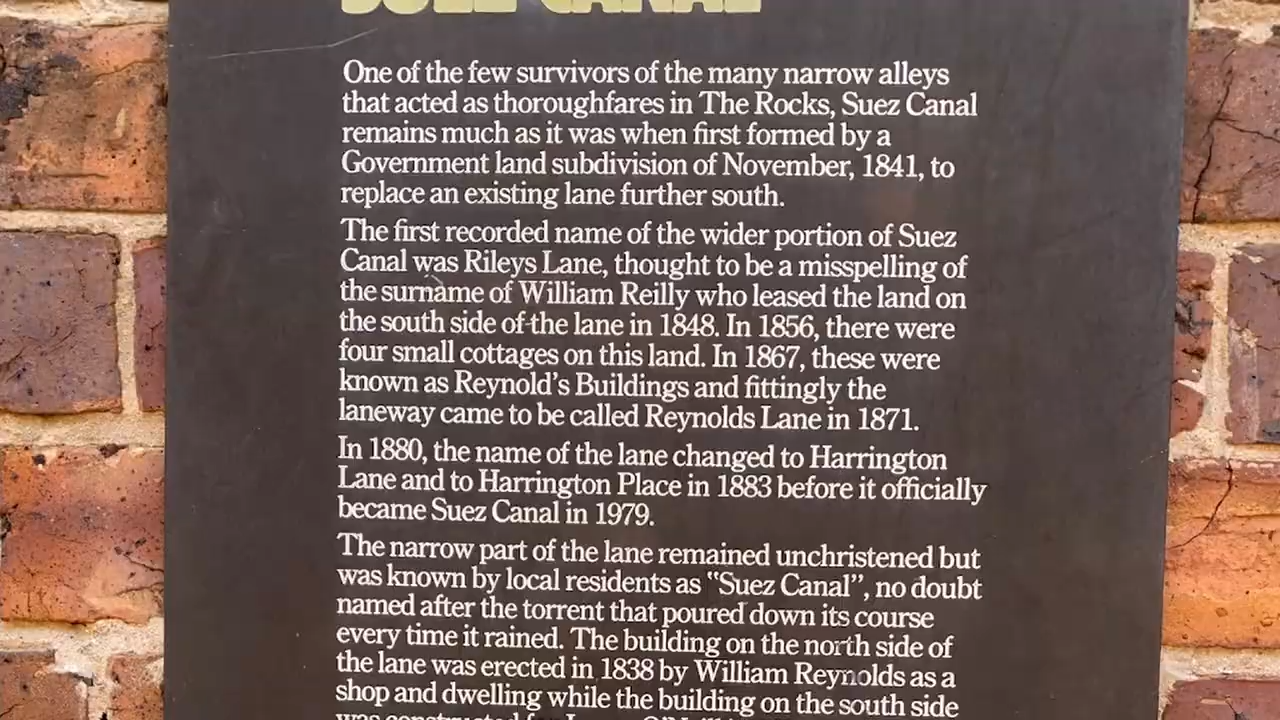 SUEZ CANAL
One of the few survivors of the many narrow alleys
that acted as thoroughfares in The Rocks, Suez Canal
remains much as it was when first formed by a
Government land subdivision of November, 1841, to
replace an existing lane further south.
The first recorded name of the wider portion of Suez
Canal was Rileys Lane, thought to be a misspelling of
the surname of William Reilly who leased the land on
the south side of the lane in 1848. In 1856, there were
four small cottages on this land. In 1867, these were
known as Reynold's Buildings and fittingly the
laneway came to be called Reynolds Lane in 1871.
In 1880, the name of the lane changed to Harrington
Lane and to Harrington Place in 1883 before it officially
became Suez Canal in 1979.
The narrow part of the lane remained unchristened but
was known by local residents as "Suez Canal", no doubt
named after the torrent that poured down its course
every time it rained. The building on the north side of
the lane was erected in 1838 by William Reynolds as a
shop and dwelling while the building on the south side
was constructed for